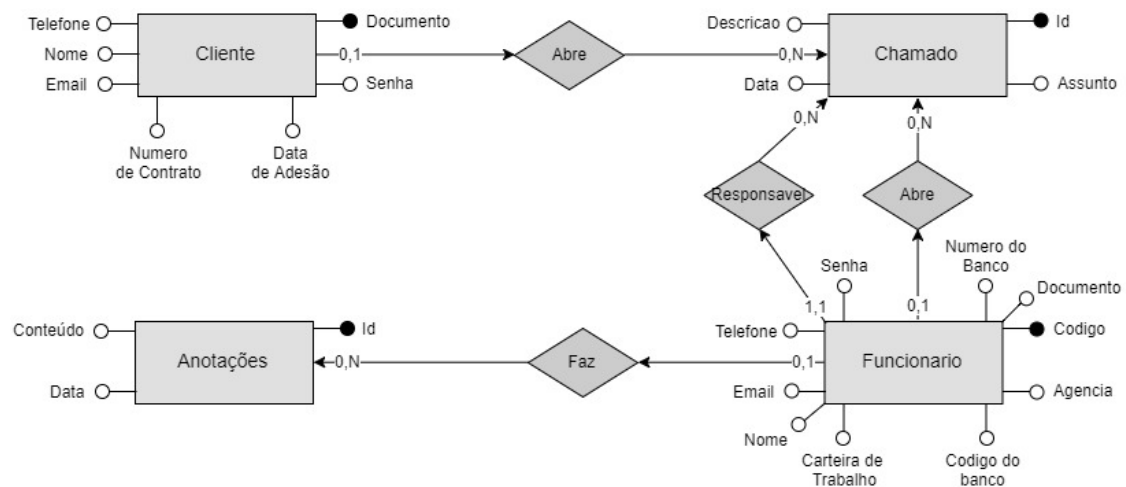 Telefone
Documento
Nome
Cliente
0,1
Abre
Email
Senha
Numero
de Contrato
Data
de Adesão
Descricao
Id
0,N
Chamado
Data
Assunto
0,N
0,N
Responsavel
Abre
Senha
Numero do
Banco
Documento
1,1
0,1
Conteúdo
Id
Telefone
Codigo
Anotações
0,N
Faz
0,1
Funcionario
Data
Email
Agencia
Nome
Carteira de
Trabalho
Codigo do
banco